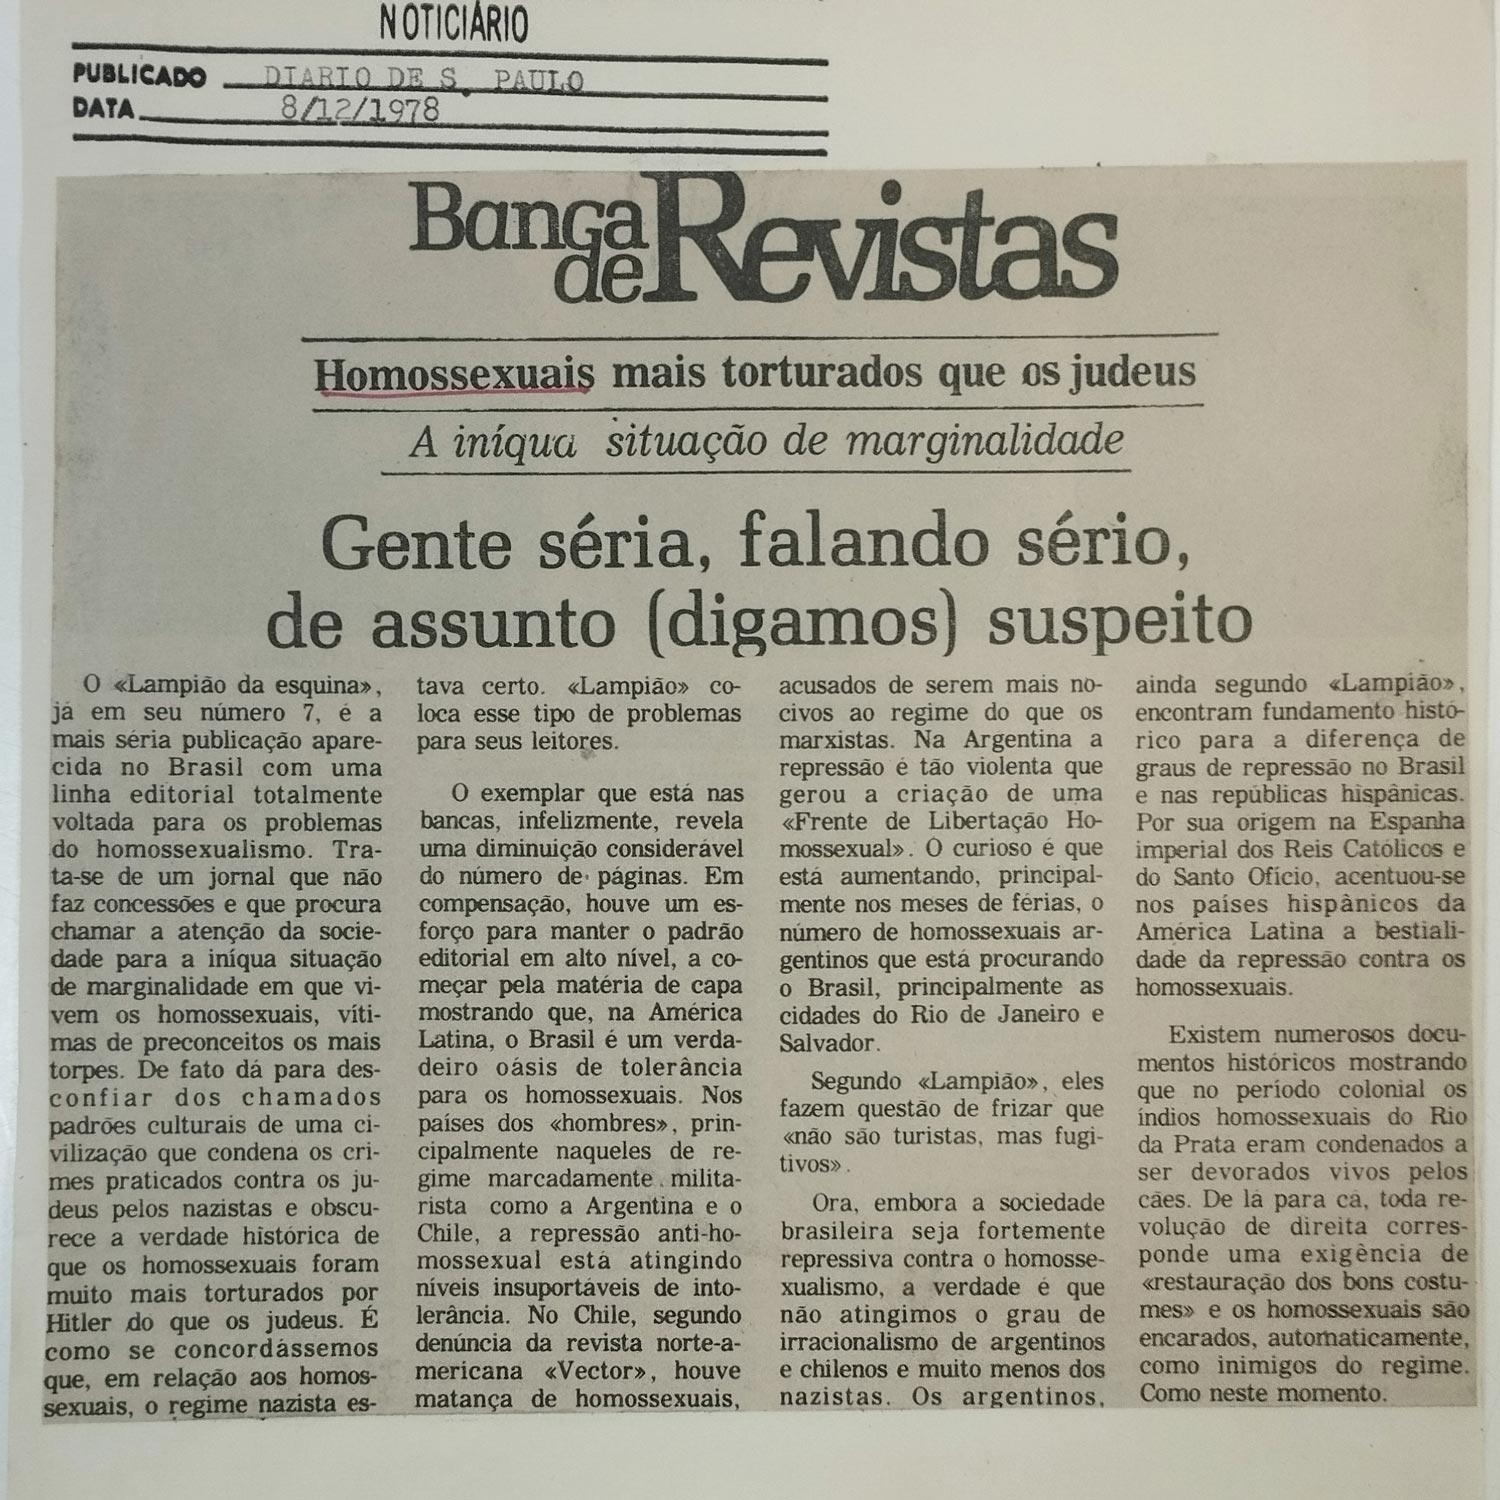 NOTICIÁRIO
PUBLICADO DIARIO DE S. PAULO
DATA 8/12/1978
Banca de Revistas
Homossexuais mais torturados que os judeus
A iníqua situação de marginalidade
Gente séria, falando sério,
de assunto (digamos) suspeito
O «Lampião da esquina»,
já em seu número 7, é a
mais séria publicação apare-
cida no Brasil com uma
linha editorial totalmente
voltada para os problemas
do homossexualismo. Tra-
ta-se de um jornal que não
faz concessões e que procura
chamar a atenção da socie-
dade para a iníqua situação
de marginalidade em que vi-
vem os homossexuais, víti-
mas de preconceitos os mais
torpes. De fato dá para des-
confiar dos chamados
padrões culturais de uma ci-
vilização que condena os cri-
mes praticados contra os ju-
deus pelos nazistas e obscu-
rece a verdade histórica de
que os homossexuais foram
muito mais torturados por
Hitler do que os judeus. É
como se concordássemos
que, em relação aos homos-
sexuais, o regime nazista es-
tava certo. «Lampião» co-
loca esse tipo de problemas
para seus leitores.
O exemplar que está nas
bancas, infelizmente, revela
uma diminuição considerável
do número de páginas. Em
compensação, houve um es-
forço para manter o padrão
editorial em alto nível, a co-
meçar pela matéria de capa
mostrando que, na América
Latina, o Brasil é um verda-
deiro oásis de tolerância
para os homossexuais. Nos
países dos «hombres», prin-
cipalmente naqueles de re-
gime marcadamente milita-
rista como a Argentina e o
Chile, a repressão anti-ho-
mossexual está atingindo
níveis insuportáveis de into-
lerância. No Chile, segundo
denúncia da revista norte-a-
mericana «Vector», houve
matança de homossexuais,
acusados de serem mais no-
civos ao regime do que os
marxistas. Na Argentina a
repressão é tão violenta que
gerou a criação de uma
«Frente de Libertação Ho-
mossexual». O curioso é que
está aumentando, principal-
mente nos meses de férias, o
número de homossexuais ar-
gentinos que está procurando
o Brasil, principalmente as
cidades do Rio de Janeiro e
Salvador.
Segundo «Lampião», eles
fazem questão de frizar que
«não são turistas, mas fugi-
tivos».
Ora, embora a sociedade
brasileira seja fortemente
repressiva contra o homosse-
xualismo, a verdade é que
não atingimos o grau de
irracionalismo de argentinos
e chilenos e muito menos dos
nazistas. Os argentinos,
ainda segundo «Lampião»,
encontram fundamento histó-
rico para a diferença de
graus de repressão no Brasil
e nas repúblicas hispânicas.
Por sua origem na Espanha
imperial dos Reis Católicos e
do Santo Ofício, acentuou-se
nos países hispânicos da
América Latina a bestiali-
dade da repressão contra os
homossexuais.
Existem numerosos docu-
mentos históricos mostrando
que no período colonial os
índios homossexuais do Rio
da Prata eram condenados a
ser devorados vivos pelos
cães. De lá para cá, toda re-
volução de direita corres-
ponde uma exigência de
«restauração dos bons costu-
mes» e os homossexuais são
encarados, automaticamente,
como inimigos do regime.
Como neste momento.